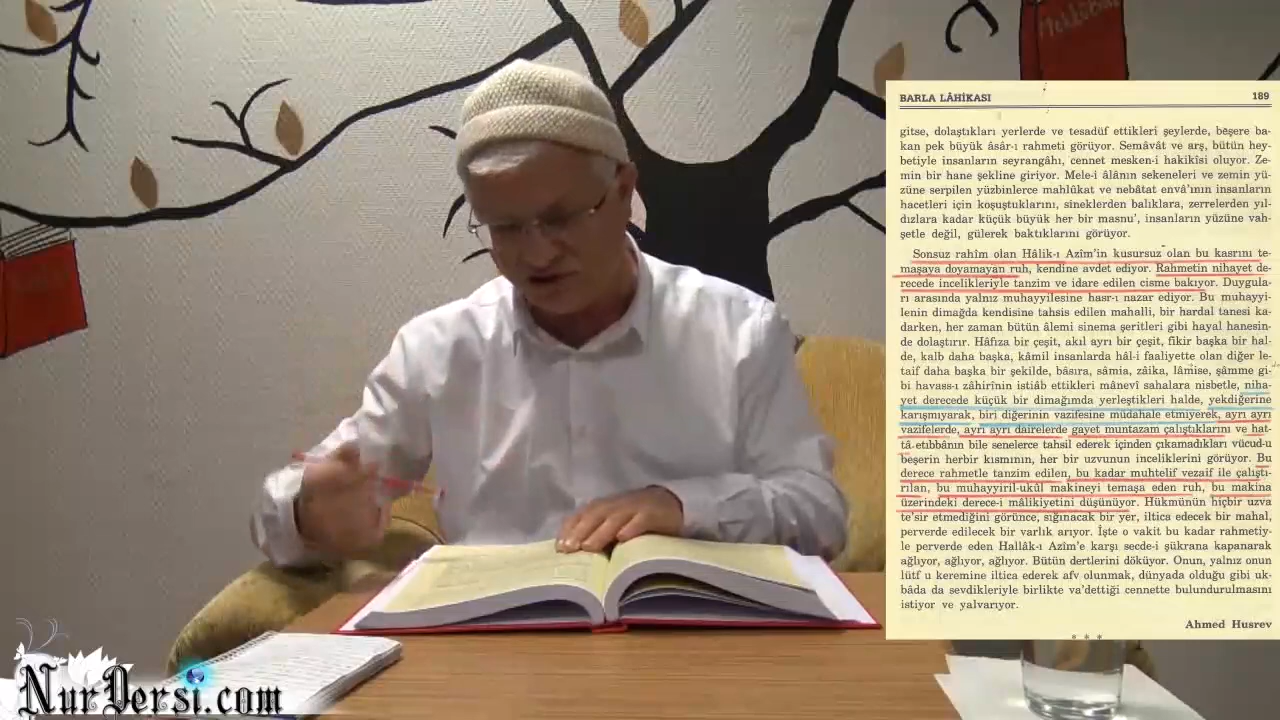 Mektûbat
BARLA LÂHİKASI 189
gitse, dolaştıkları yerlerde ve tesadüf ettikleri şeylerde, beşere ba-
kan pek büyük âsâr-ı rahmeti görüyor. Semâvât ve arş, bütün hey-
betiyle insanların seyrangâhı, cennet mesken-i hakikîsi oluyor. Ze-
min bir hane şekline giriyor. Mele-i âlânın sekeneleri ve zemin yü-
züne serpilen yüzbinlerce mahlûkat ve nebâtat envâ'ının insanların
hacetleri için koşuştuklarını, sineklerden balıklara, zerrelerden yıl-
dızlara kadar küçük büyük her bir masnu', insanların yüzüne vah-
şetle değil, gülerek baktıklarını görüyor.
Sonsuz rahîm olan Hâlik-ı Azîm'in kusursuz olan bu kasrını te-
maşaya doyamayan ruh, kendine avdet ediyor. Rahmetin nihayet de-
recede incelikleriyle tanzim ve idare edilen cisme bakıyor. Duygula-
rı arasında yalnız muhayyilesine hasr-ı nazar ediyor. Bu muhayyi-
lenin dimağda kendisine tahsis edilen mahalli, bir hardal tanesi ka-
darken, her zaman bütün âlemi sinema şeritleri gibi hayal hanesin-
de dolaştırır. Hâfıza bir çeşit, akıl ayrı bir çeşit, fikir başka bir hal-
de, kalb daha başka, kâmil insanlarda hâl-i faaliyette olan diğer le-
taif daha başka bir şekilde, bâsıra, sâmia, zâika, lâmise, şâmme gi-
bi havass-ı zâhirînin istiâb ettikleri mânevî sahalara nisbetle, niha-
yet derecede küçük bir dimağımda yerleştikleri halde, yekdiğerine
karışmıyarak, biri diğerinin vazifesine müdahale etmiyerek, ayrı ayrı
vazifelerde, ayrı ayrı dairelerde gayet muntazam çalıştıklarını ve hat-
tâ etıbbânın bile senelerce tahsil ederek içinden çıkamadıkları vücud-u
beşerin herbir kısmının, her bir uzvunun inceliklerini görüyor. Bu
derece rahmetle tanzim edilen, bu kadar muhtelif vezaif ile çalıştı-
rılan, bu muhayyiril-ukûl makineyi temaşa eden ruh, bu makina
üzerindeki derece-i mâlikiyetini düşünüyor. Hükmünün hiçbir uzva
te'sir etmediğini görünce, sığınacak bir yer, iltica edecek bir mahal,
perverde edilecek bir varlık arıyor. İşte o vakit bu kadar rahmetiy-
le perverde eden Hallâk-ı Azîm'e karşı secde-i şükrana kapanarak
ağlıyor, ağlıyor, ağlıyor. Bütün dertlerini döküyor. Onun, yalnız onun
lütf u keremine iltica ederek afv olunmak, dünyada olduğu gibi uk-
bâda da sevdikleriyle birlikte va'dettiği cennette bulundurulmasını
istiyor ve yalvarıyor.
Ahmed Husrev
* * *
NurDersi.com